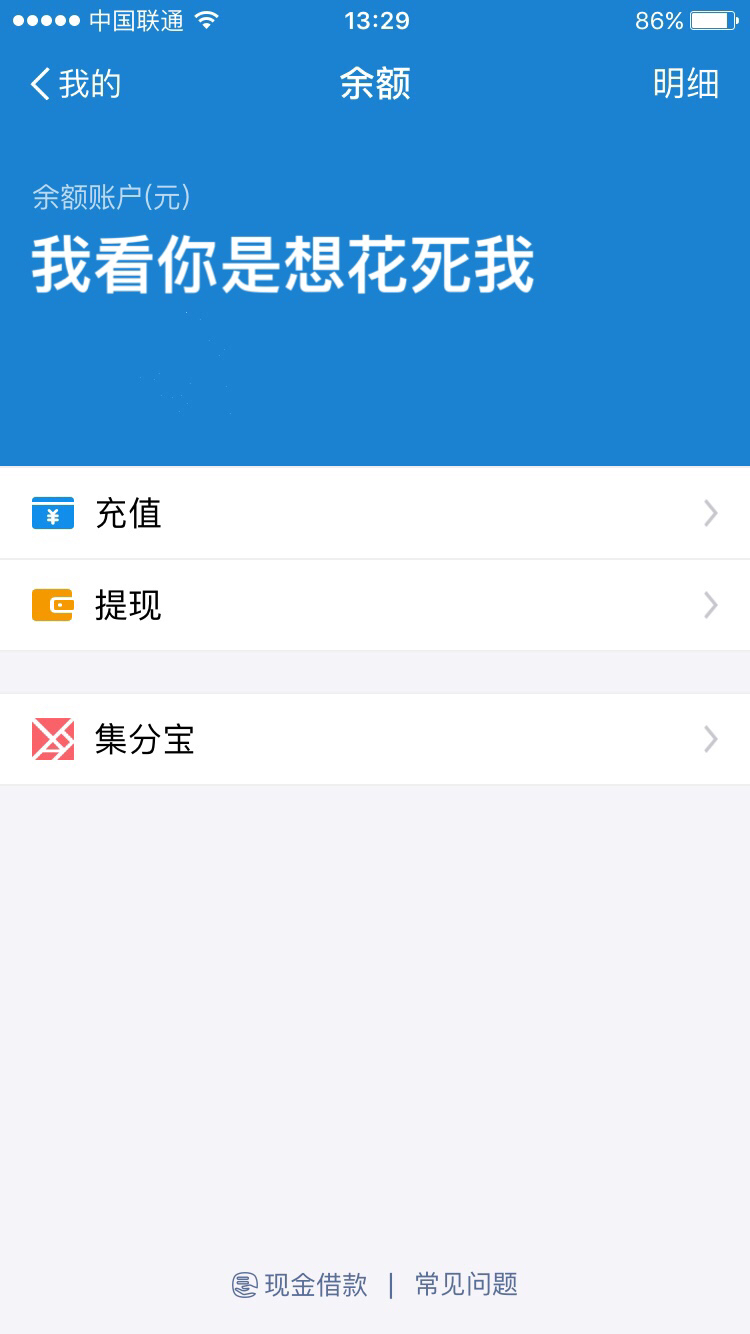 中国联通 13:29 86%
我的 余额 明细
余额账户(元)
我看你是想花死我
充值
提现
集分宝
现金借款 | 常见问题